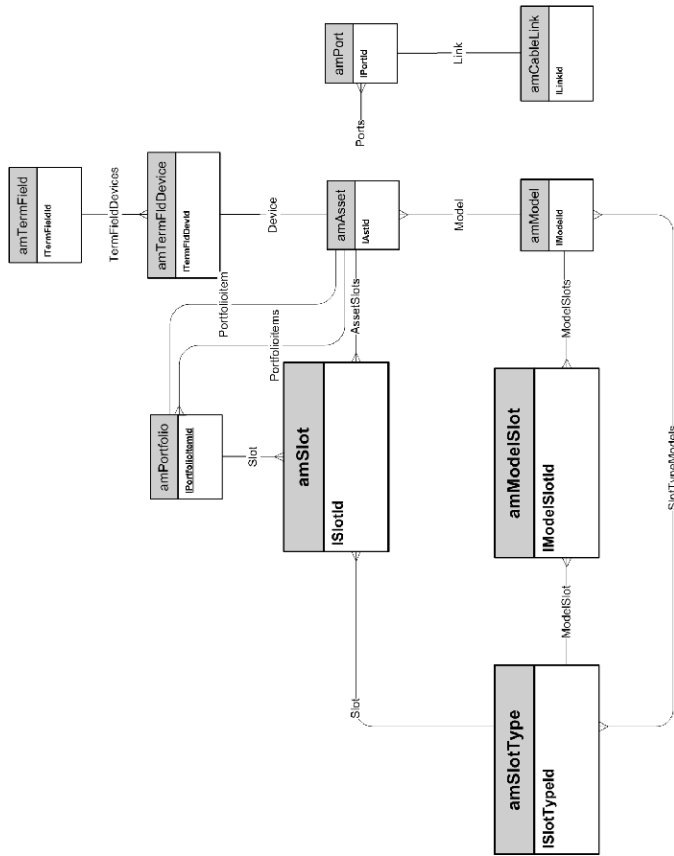 amTermField
lTermFieldId
TermFieldDevices
amTermFldDevice
lTermFldDevId
Device
amPortfolio
lPortfolioItemId
Portfolioitem
Portfolioitems
Slot
amSlot
lSlotId
AssetSlots
amAsset
lAstId
Ports
amPort
lPortId
Link
amCableLink
lLinkId
Model
amModel
lModelId
ModelSlots
amModelSlot
lModelSlotId
ModelSlot
Slot
amSlotType
lSlotTypeId
SlotTypeModels